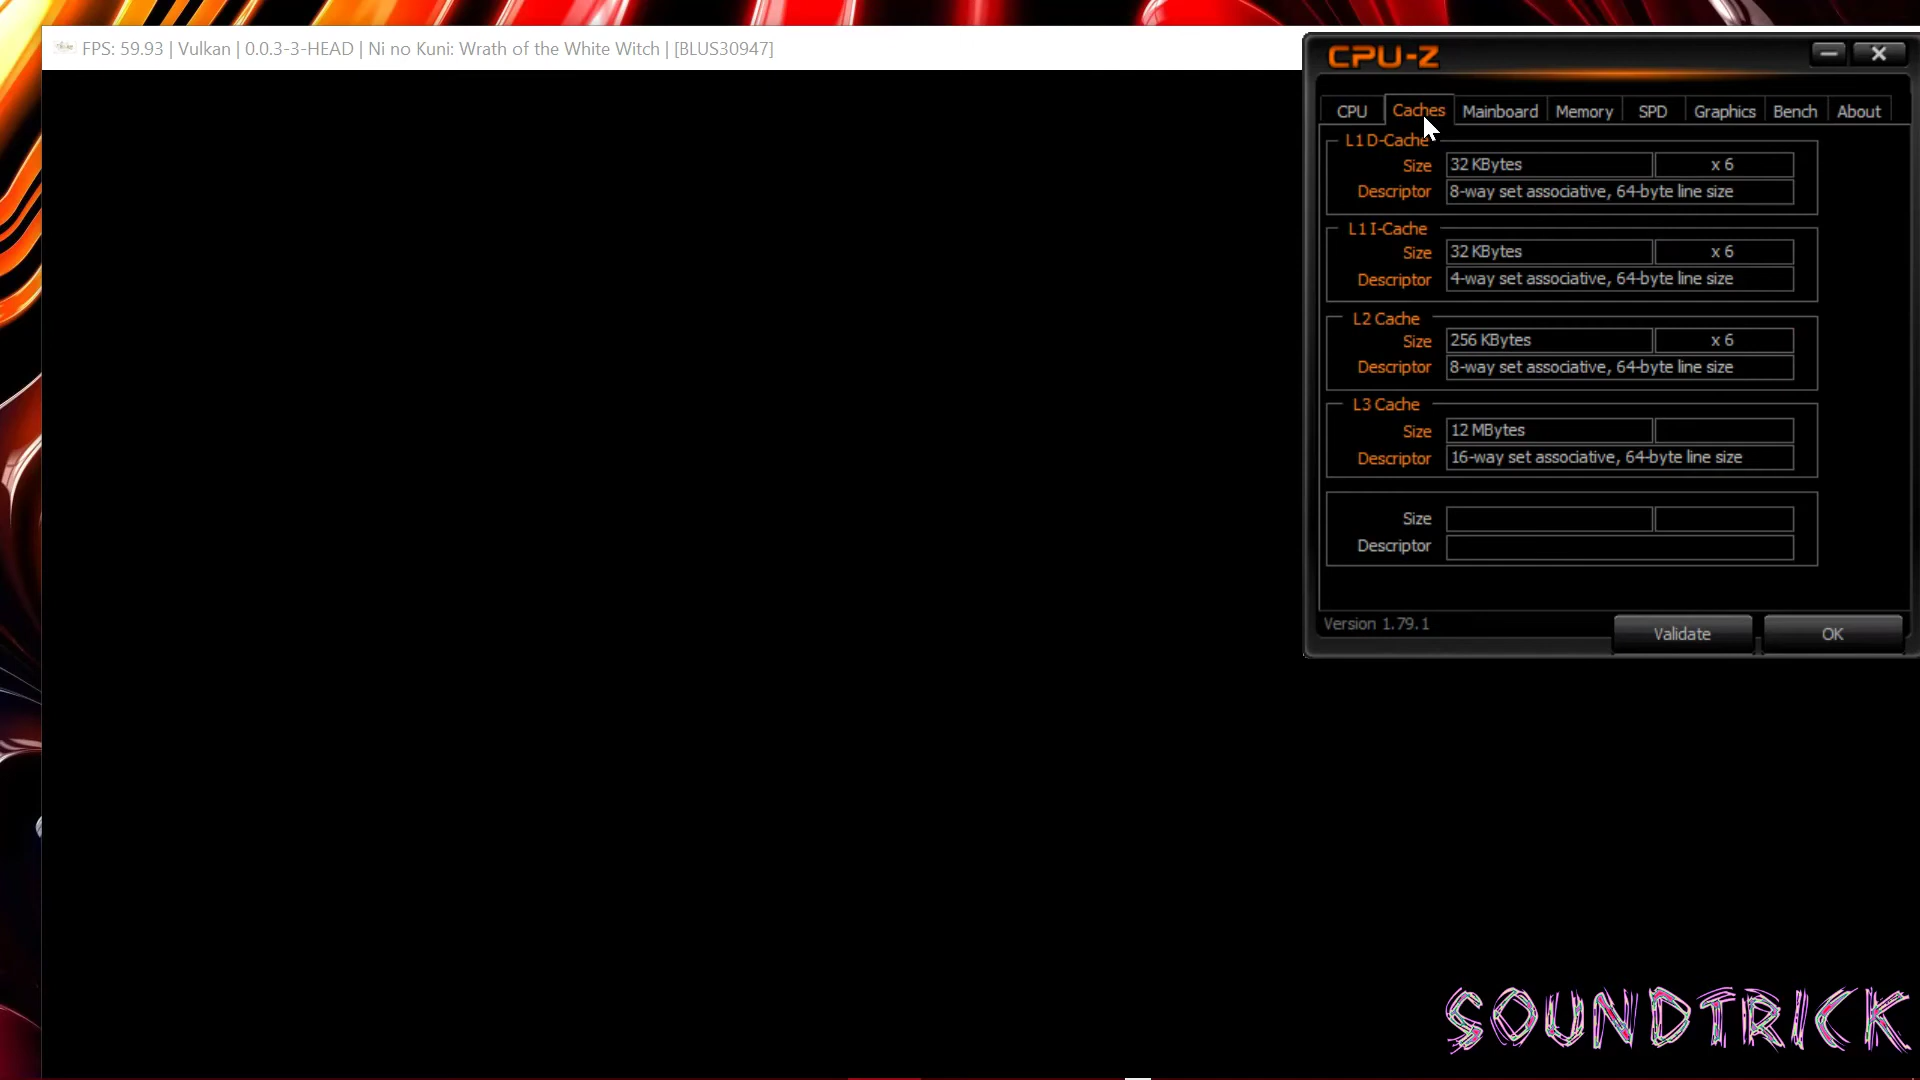 FPS: 59.93 | Vulkan | 0.0.3-3-HEAD | Ni no Kuni: Wrath of the White Witch | [BLUS30947]
CPU-Z
CPU Caches Mainboard Memory SPD Graphics Bench About
L1 D-Cache
Size 32 KBytes x 6
Descriptor 8-way set associative, 64-byte line size
L1 I-Cache
Size 32 KBytes x 6
Descriptor 4-way set associative, 64-byte line size
L2 Cache
Size 256 KBytes x 6
Descriptor 8-way set associative, 64-byte line size
L3 Cache
Size 12 MBytes
Descriptor 16-way set associative, 64-byte line size
Size
Descriptor
Version 1.79.1
Validate OK
SOUNDTRICK